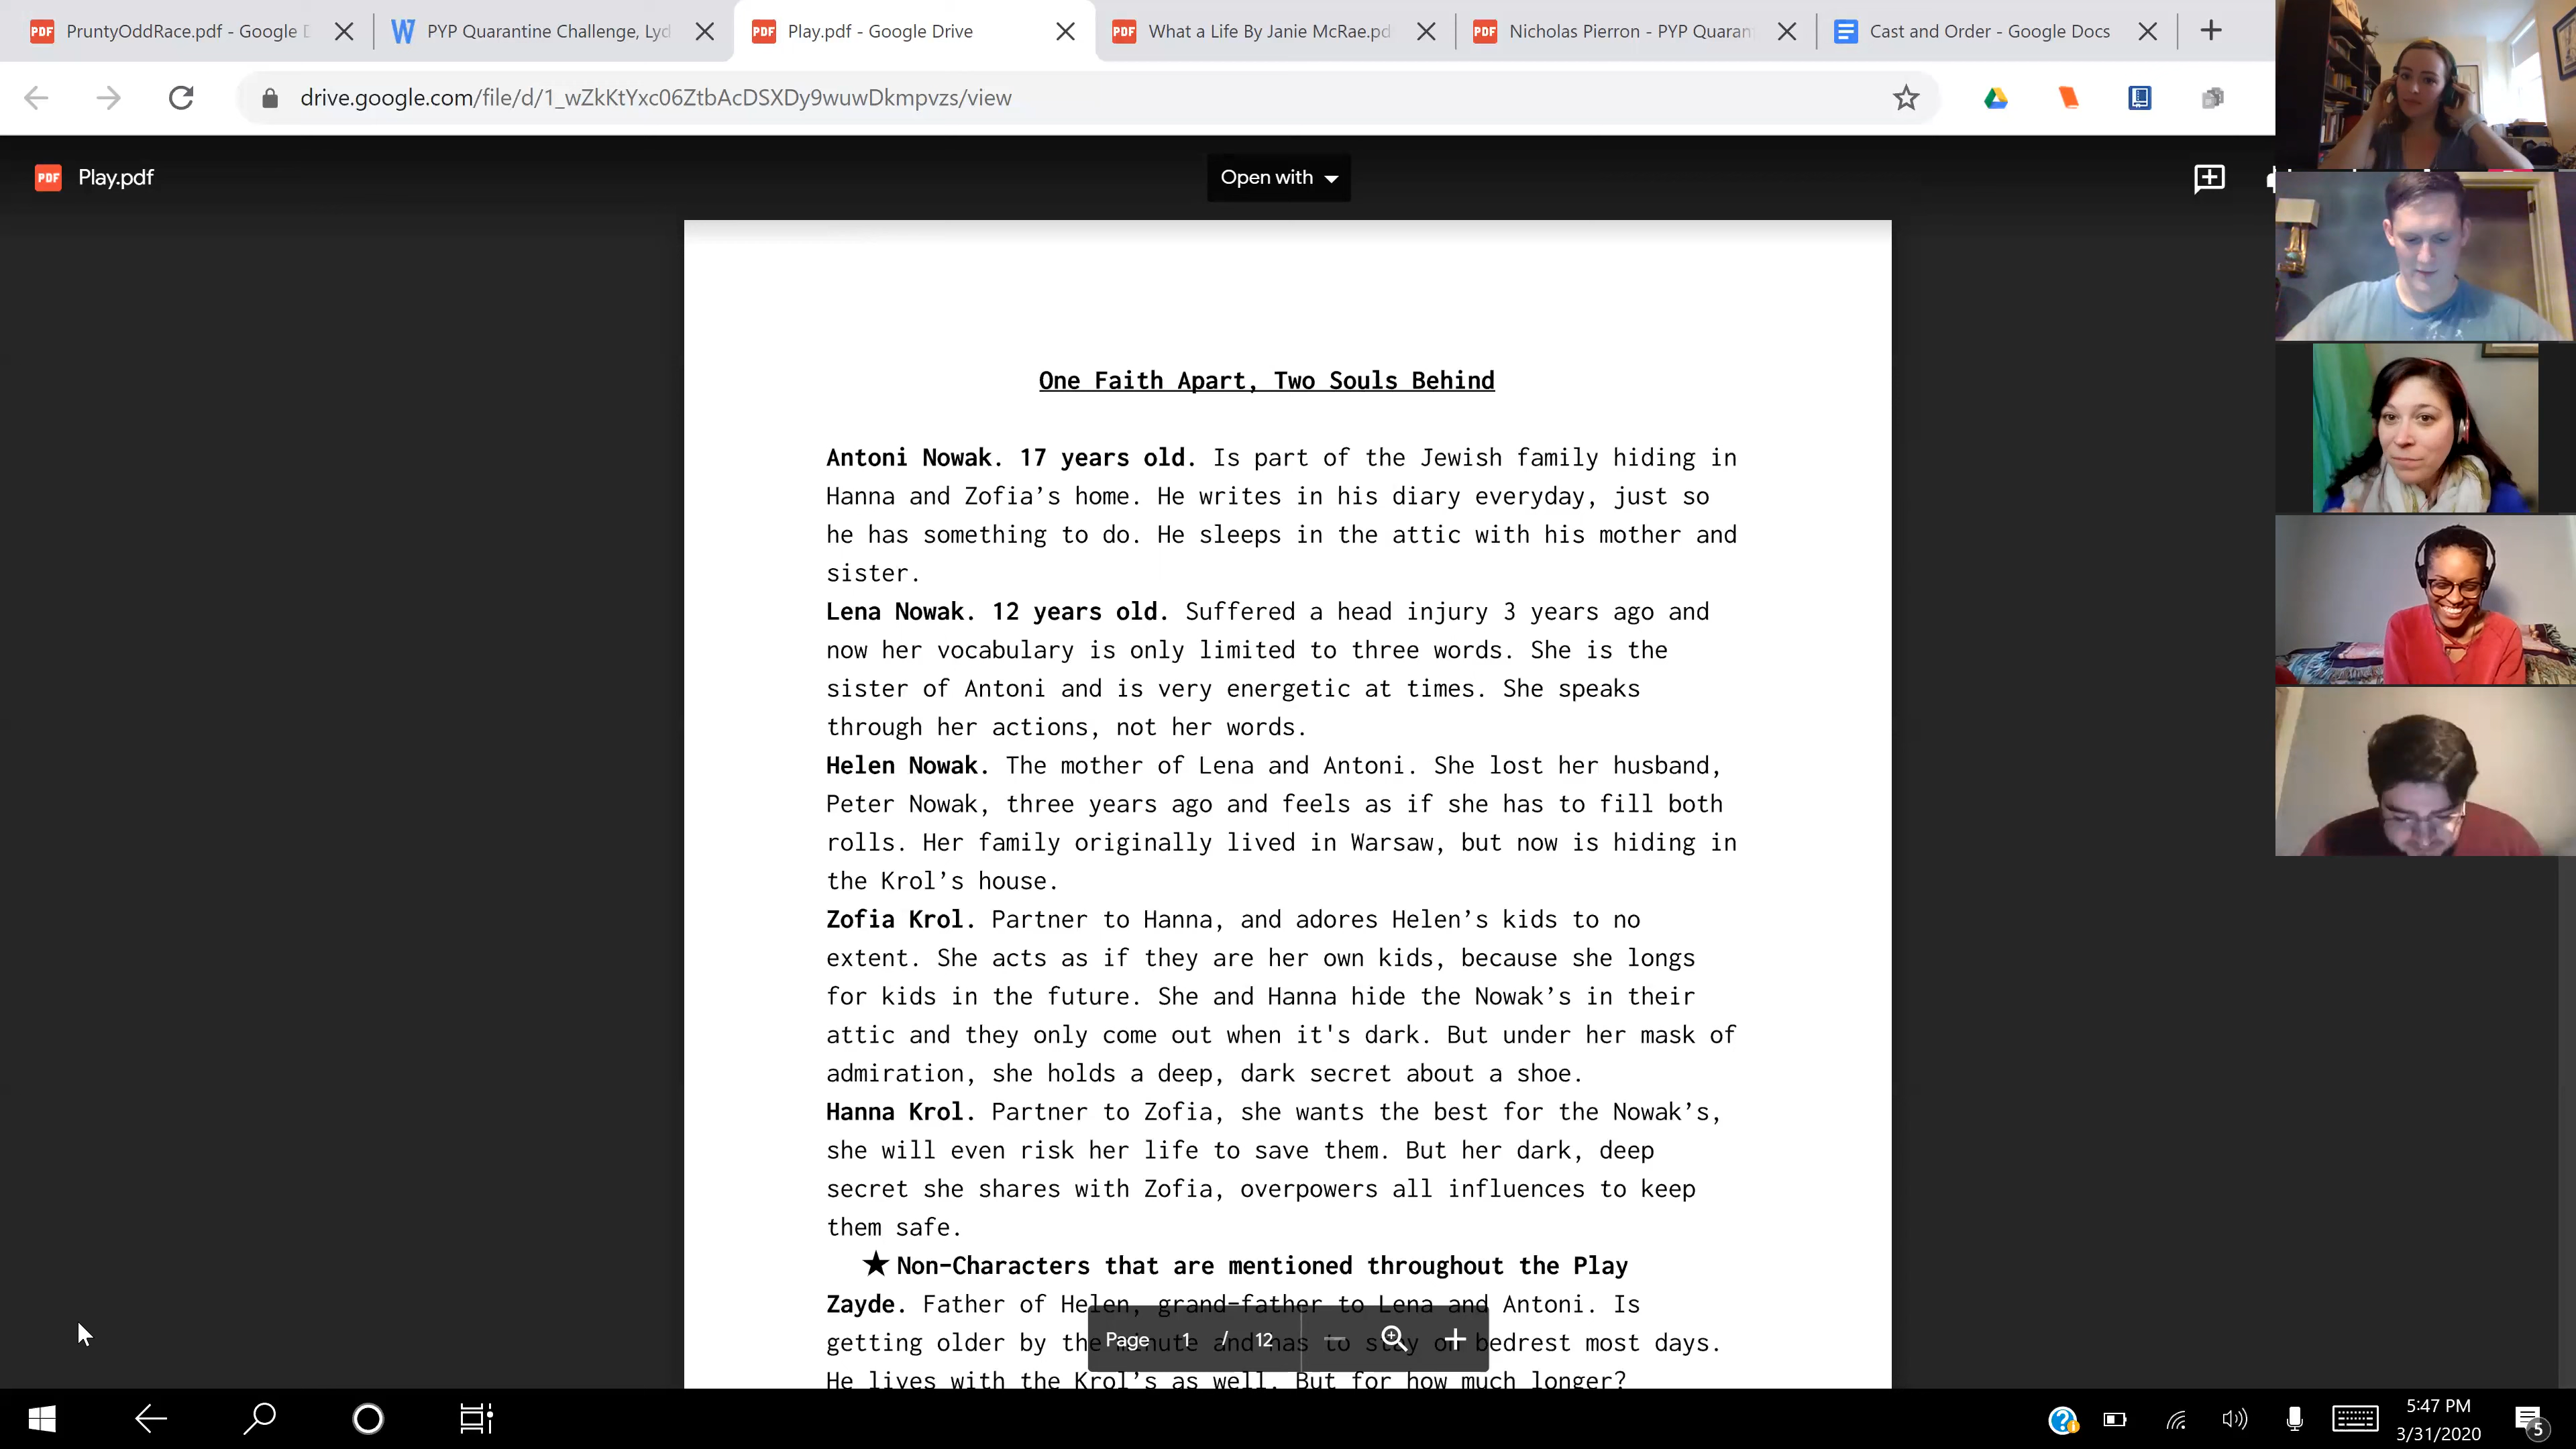 PDF PruntyOddRace.pdf - Google D
PYP Quarantine Challenge, Lyd
PDF Play.pdf - Google Drive
PDF What a Life By Janie McRae.pd
PDF Nicholas Pierron - PYP Quaran
Cast and Order - Google Docs
drive.google.com/file/d/1_wZkKtYxc06ZtbAcDSXDy9wuwDkmpvzs/view
PDF Play.pdf
Open with
One Faith Apart, Two Souls Behind
Antoni Nowak. 17 years old. Is part of the Jewish family hiding in
Hanna and Zofia’s home. He writes in his diary everyday, just so
he has something to do. He sleeps in the attic with his mother and
sister.
Lena Nowak. 12 years old. Suffered a head injury 3 years ago and
now her vocabulary is only limited to three words. She is the
sister of Antoni and is very energetic at times. She speaks
through her actions, not her words.
Helen Nowak. The mother of Lena and Antoni. She lost her husband,
Peter Nowak, three years ago and feels as if she has to fill both
rolls. Her family originally lived in Warsaw, but now is hiding in
the Krol’s house.
Zofia Krol. Partner to Hanna, and adores Helen’s kids to no
extent. She acts as if they are her own kids, because she longs
for kids in the future. She and Hanna hide the Nowak’s in their
attic and they only come out when it's dark. But under her mask of
admiration, she holds a deep, dark secret about a shoe.
Hanna Krol. Partner to Zofia, she wants the best for the Nowak’s,
she will even risk her life to save them. But her dark, deep
secret she shares with Zofia, overpowers all influences to keep
them safe.
★ Non-Characters that are mentioned throughout the Play
Zayde. Father of Helen, grand-father to Lena and Antoni. Is
getting older by the minute and has to stay on bedrest most days.
He lives with the Krol’s as well. But for how much longer?
Page 1 / 12
5:47 PM
3/31/2020
5